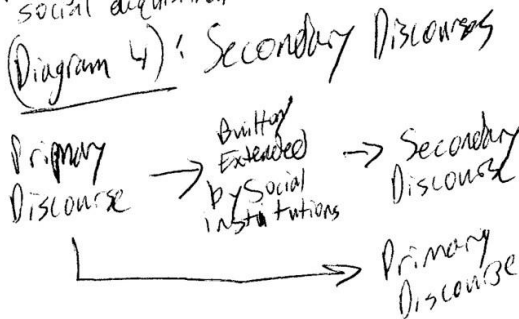 social acquisition
(Diagram 4): Secondary Discourses
Primary Discourse → Built or Extended by Social institutions → Secondary Discourse
Primary Discourse